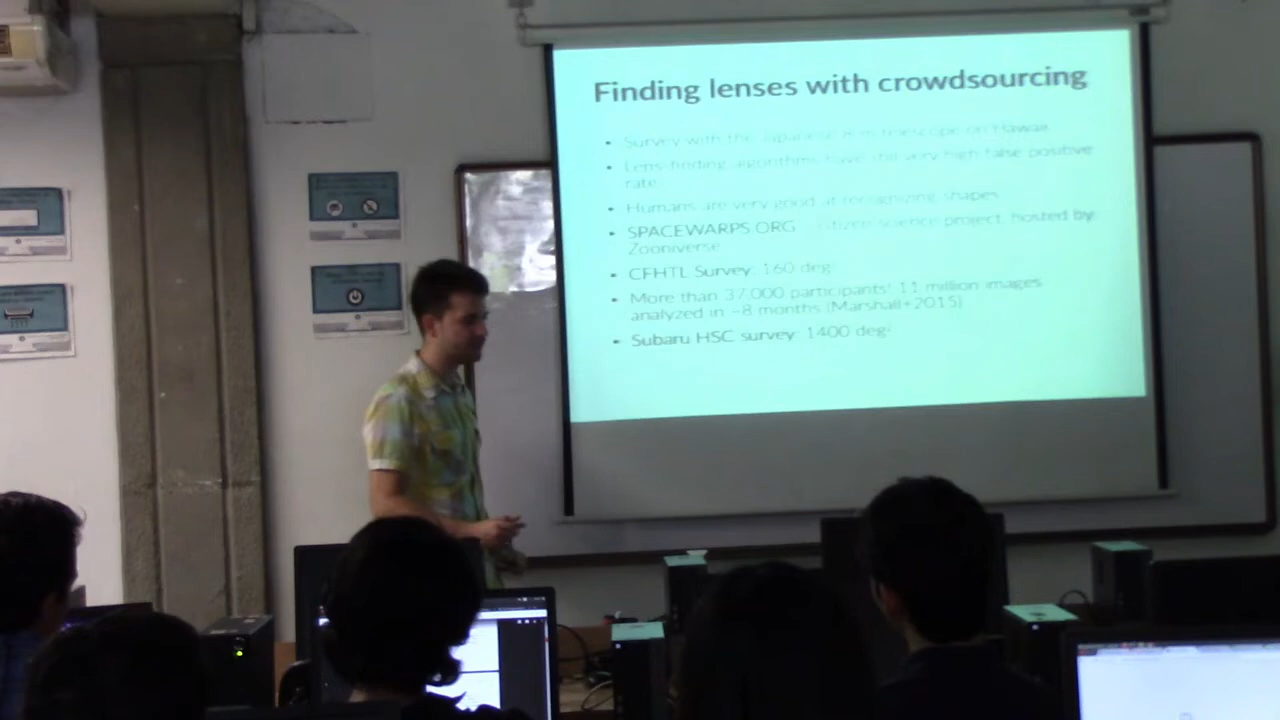 Finding lenses with crowdsourcing
• Survey with the Japanese 8-m telescope on Hawaii
• Lens-finding algorithms have still very high false positive
rate
• Humans are very good at recognizing shapes
• SPACEWARPS.ORG citizen science project, hosted by
Zooniverse
• CFHTL Survey: 160 deg²
• More than 37,000 participants' 11 million images
analyzed in ~8 months (Marshall+2015)
• Subaru HSC survey: 1400 deg²